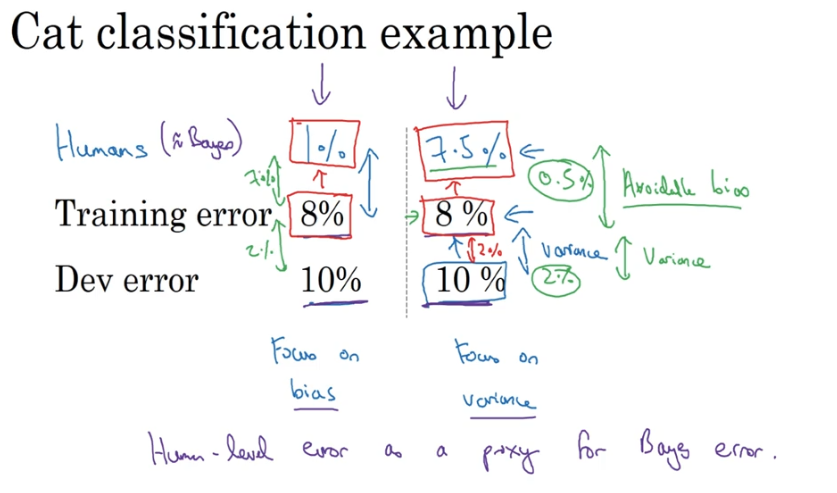 Cat classification example
Humans (≈ Bayes) 1% 7.5%
7% 0.5% Avoidable bias
Training error 8% 8 %
2% 2% Variance Variance
Dev error 10% 10 % 2%
Focus on bias
Focus on variance
Human-level error as a proxy for Bayes error.